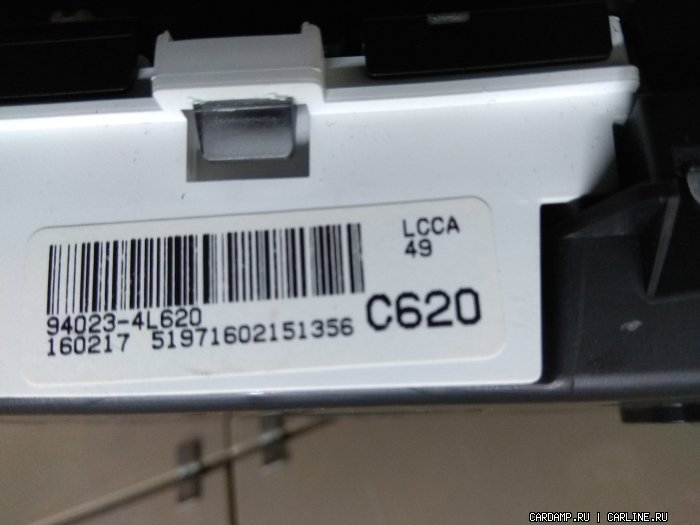 LCCA
49
94023-4L620
160217 51971602151356
C620
CARDAMP.RU | CARLINE.RU